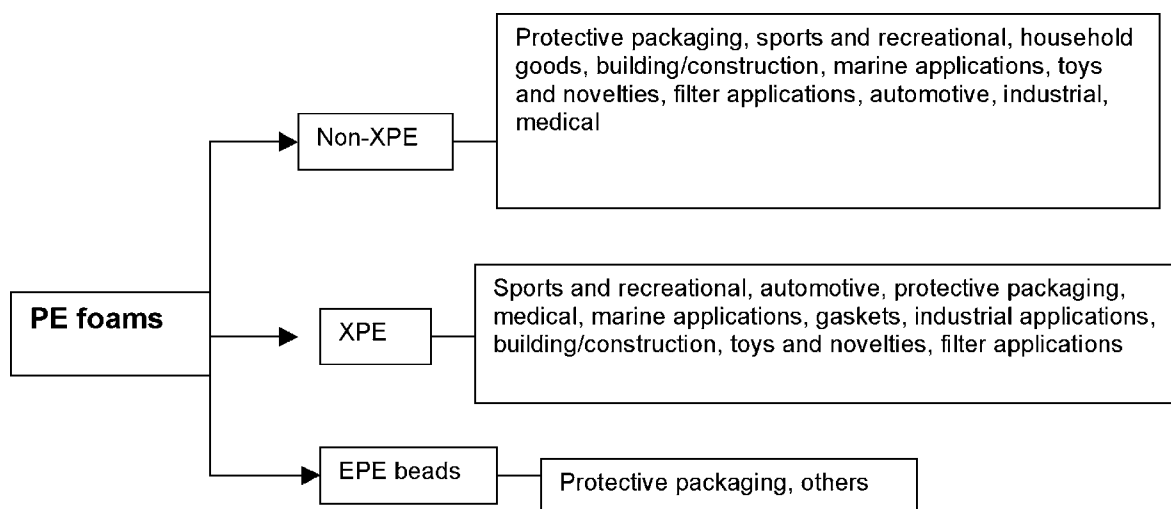 Protective packaging, sports and recreational, household
goods, building/construction, marine applications, toys
and novelties, filter applications, automotive, industrial,
medical
Non-XPE
PE foams
Sports and recreational, automotive, protective packaging,
medical, marine applications, gaskets, industrial applications,
building/construction, toys and novelties, filter applications
XPE
EPE beads
Protective packaging, others